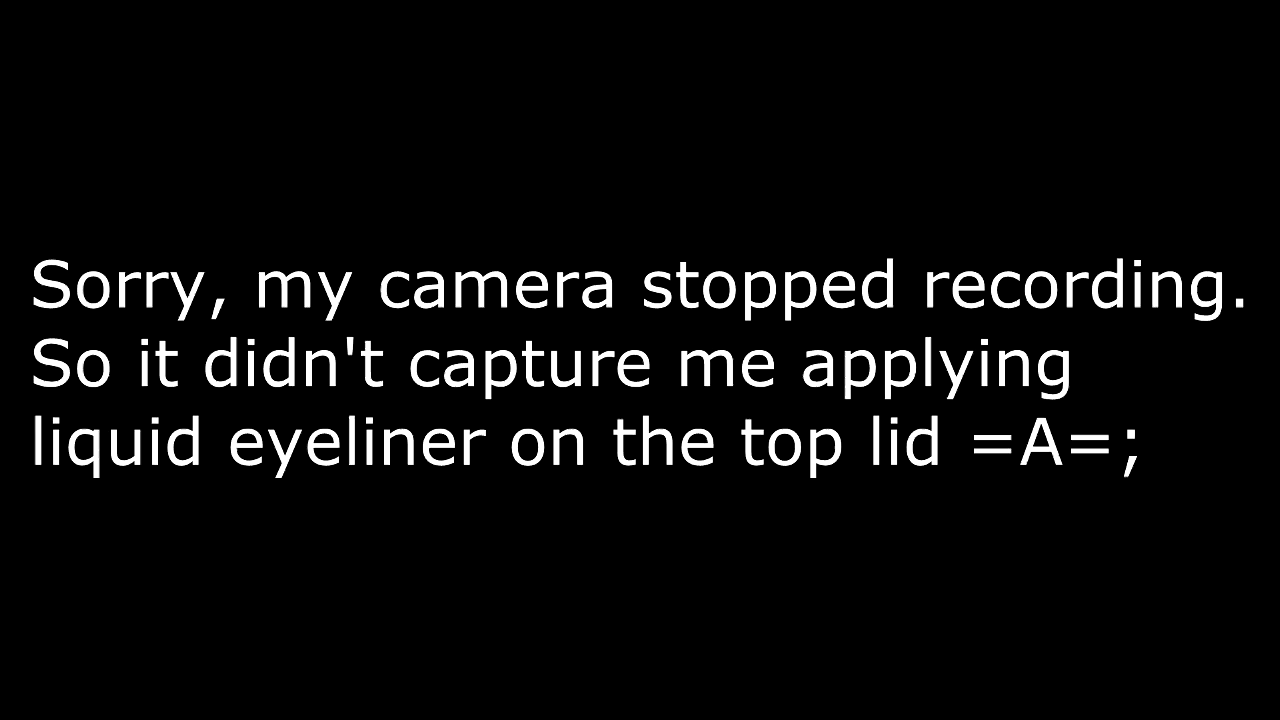 Sorry, my camera stopped recording.
So it didn't capture me applying
liquid eyeliner on the top lid =A=;